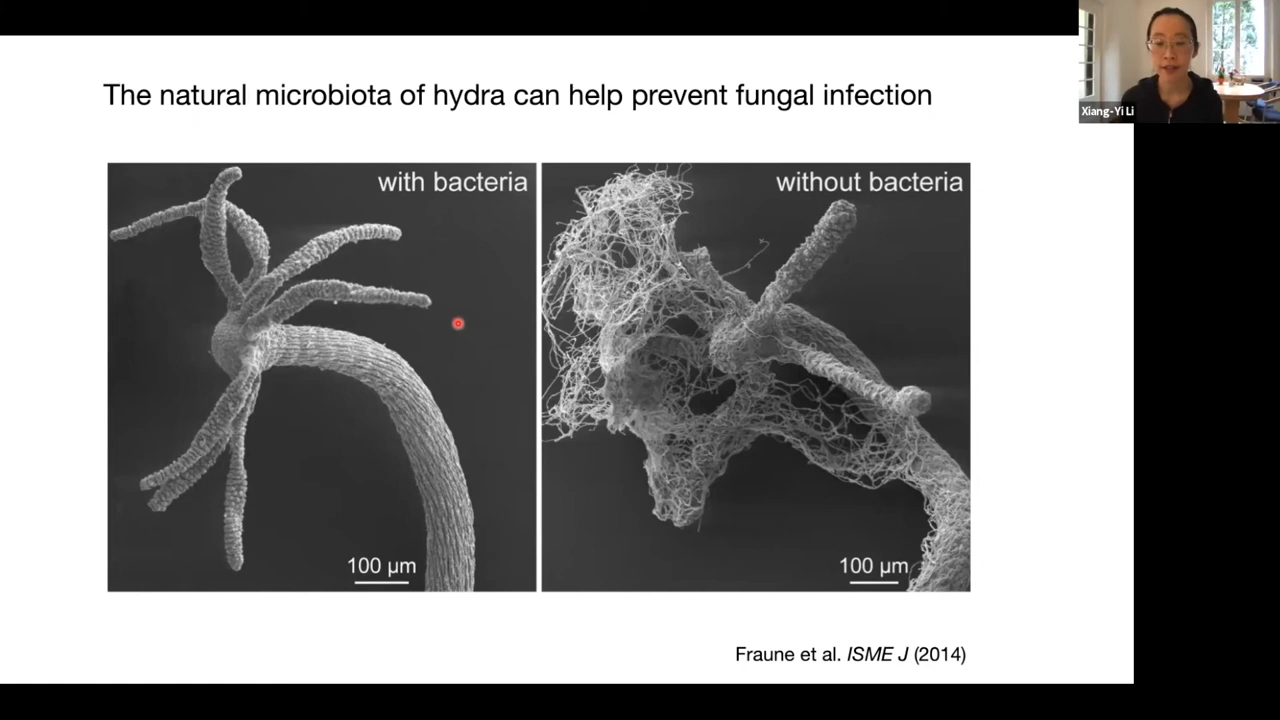 The natural microbiota of hydra can help prevent fungal infection
Xiang-Yi Li
with bacteria
without bacteria
100 µm
100 µm
Fraune et al. ISME J (2014)